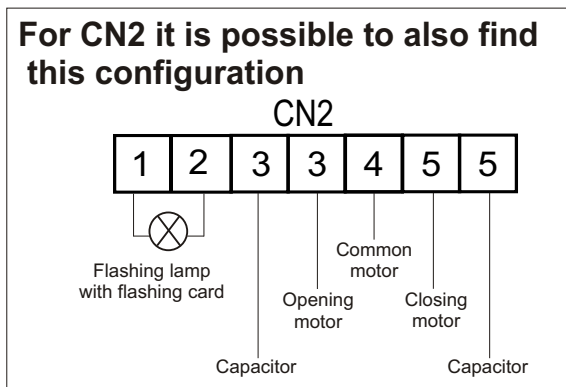 For CN2 it is possible to also find
this configuration
CN2
1 2 3 3 4 5 5
Flashing lamp
with flashing card
Opening
motor
Common
motor
Closing
motor
Capacitor
Capacitor